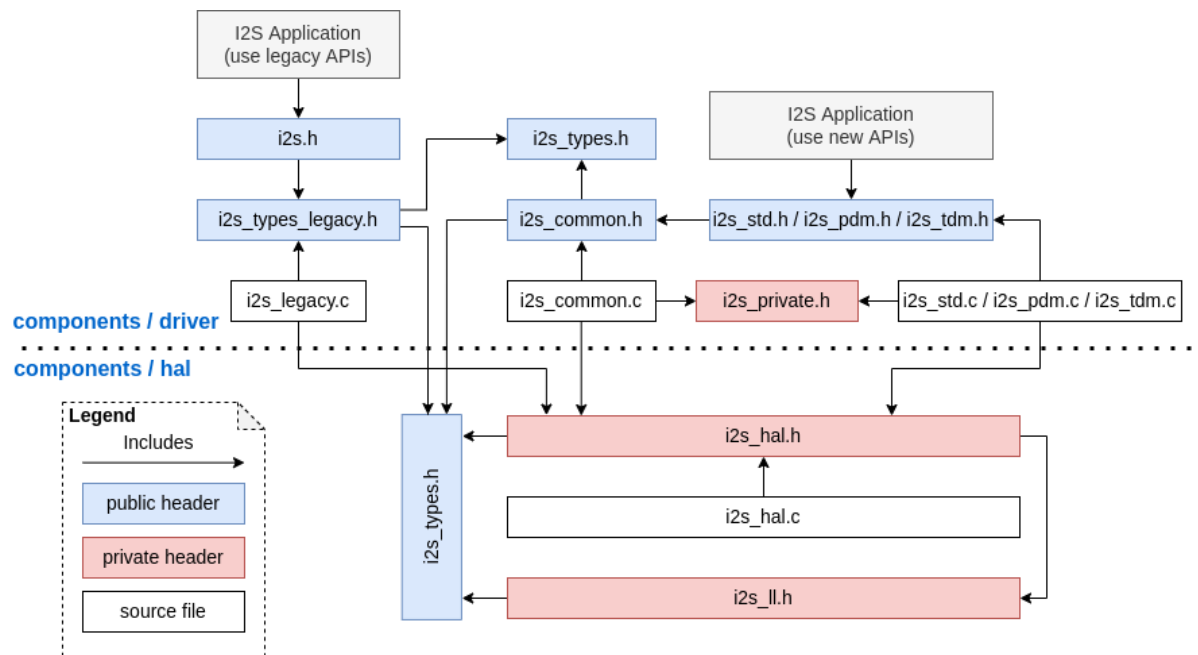 I2S Application
(use legacy APIs)
i2s.h
i2s_types.h
I2S Application
(use new APIs)
i2s_types_legacy.h
i2s_common.h
i2s_std.h / i2s_pdm.h / i2s_tdm.h
i2s_legacy.c
i2s_common.c
i2s_private.h
i2s_std.c / i2s_pdm.c / i2s_tdm.c
components / driver
components / hal
Legend
Includes
public header
private header
source file
i2s_types.h
i2s_hal.h
i2s_hal.c
i2s_ll.h